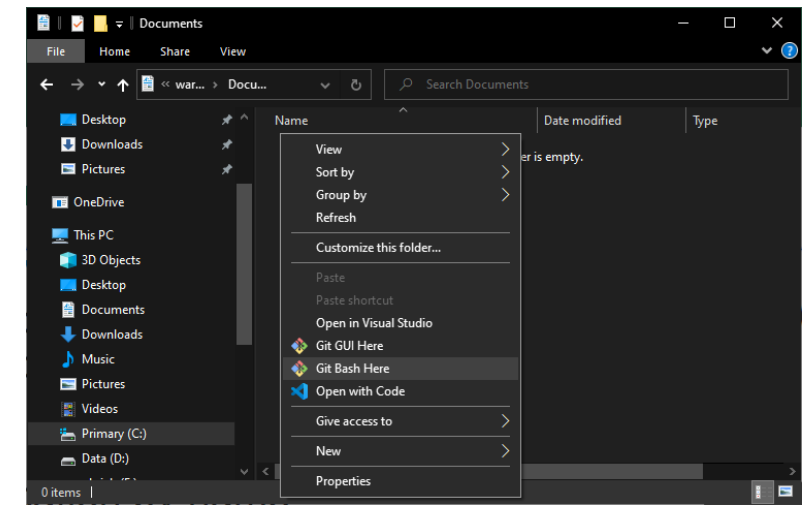 Documents
File Home Share View
« war... › Docu... Search Documents
Desktop
Downloads
Pictures
OneDrive
This PC
3D Objects
Desktop
Documents
Downloads
Music
Pictures
Videos
Primary (C:)
Data (D:)
Name Date modified Type
er is empty.
View
Sort by
Group by
Refresh
Customize this folder...
Paste
Paste shortcut
Open in Visual Studio
Git GUI Here
Git Bash Here
Open with Code
Give access to
New
Properties
0 items